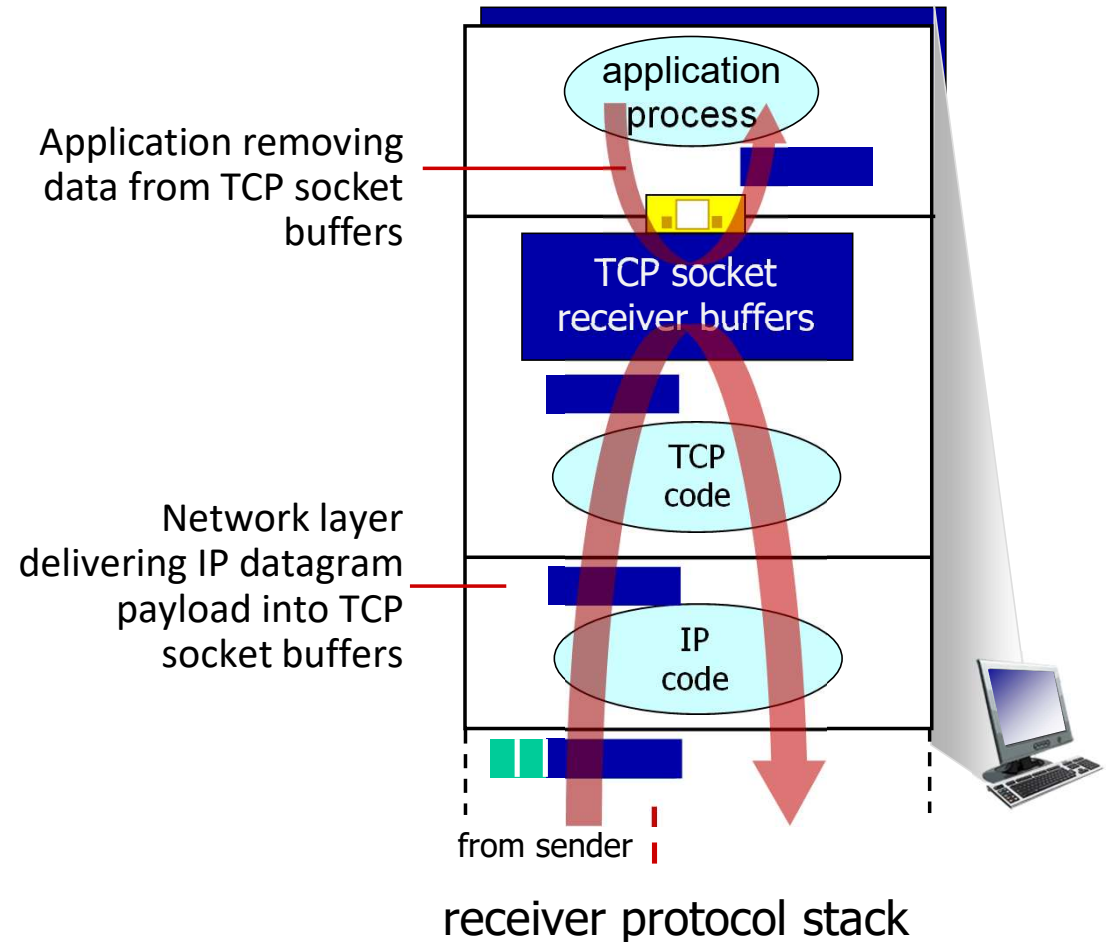 application
process
Application removing
data from TCP socket
buffers
TCP socket
receiver buffers
TCP
code
Network layer
delivering IP datagram
payload into TCP
socket buffers
IP
code
from sender
receiver protocol stack